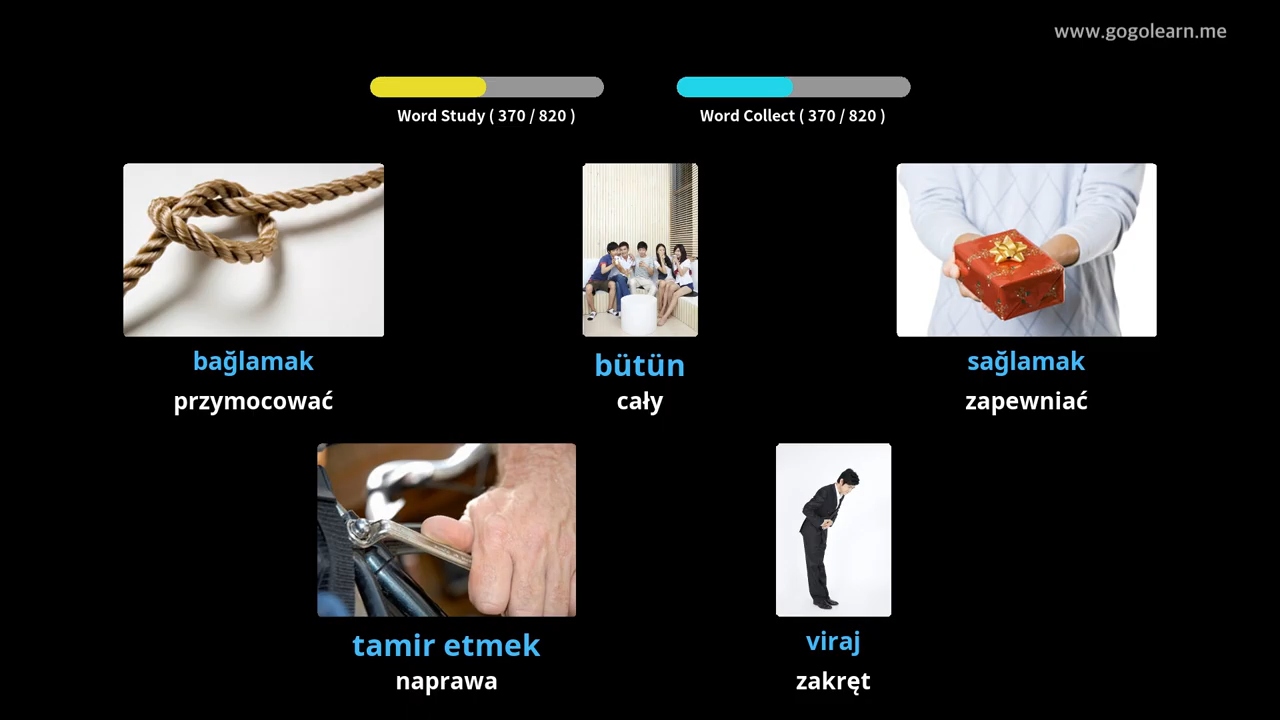 www.gogolearn.me
Word Study ( 370 / 820 )
Word Collect ( 370 / 820 )
bağlamak
przymocować
bütün
cały
sağlamak
zapewniać
tamir etmek
naprawa
viraj
zakręt